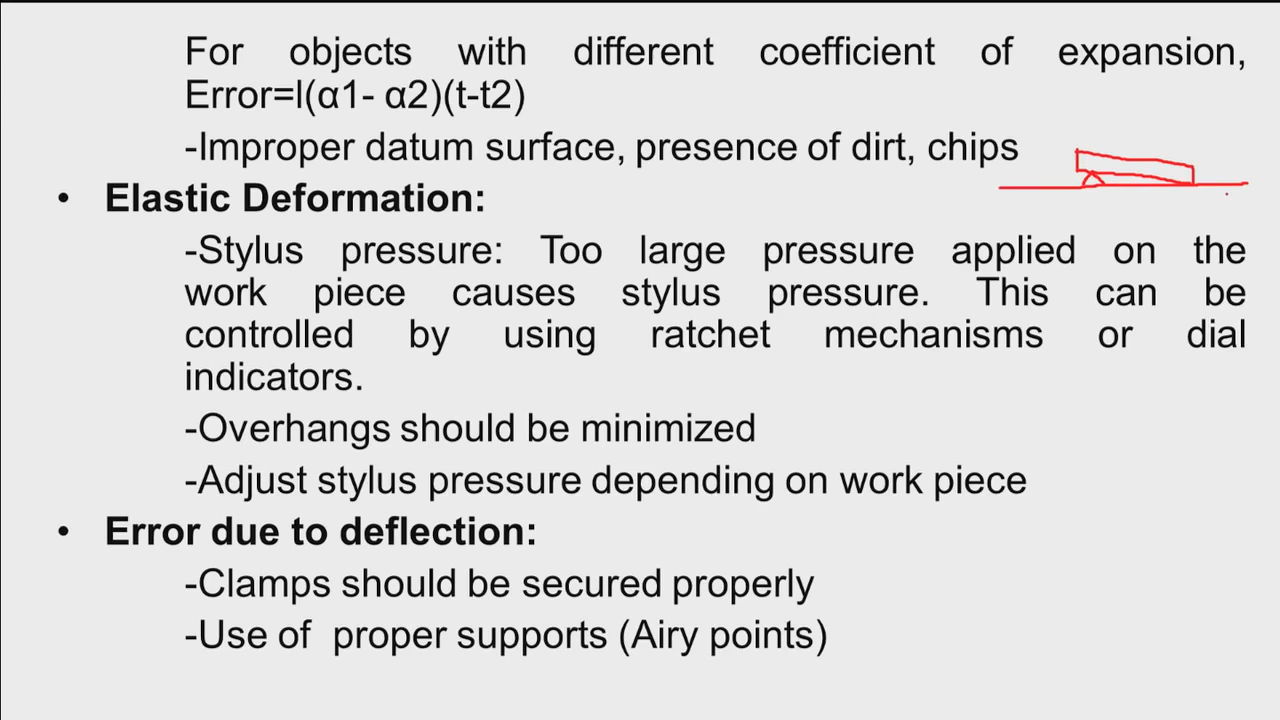 For objects with different coefficient of expansion,
Error=l(α1- α2)(t-t2)
-Improper datum surface, presence of dirt, chips
• Elastic Deformation:
-Stylus pressure: Too large pressure applied on the
work piece causes stylus pressure. This can be
controlled by using ratchet mechanisms or dial
indicators.
-Overhangs should be minimized
-Adjust stylus pressure depending on work piece
• Error due to deflection:
-Clamps should be secured properly
-Use of  proper supports (Airy points)